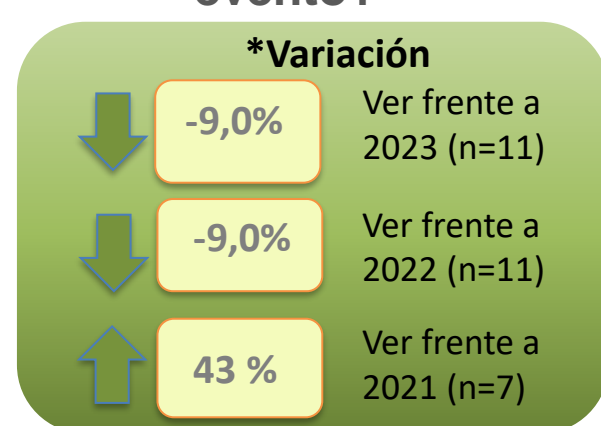 *Variación
-9,0%
Ver frente a
2023 (n=11)
-9,0%
Ver frente a
2022 (n=11)
43 %
Ver frente a
2021 (n=7)